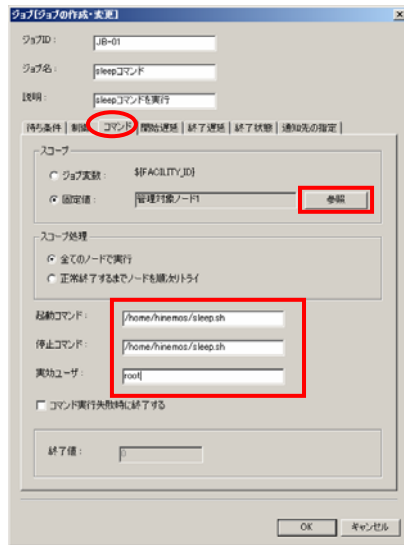 ジョブ[ジョブの作成・変更]
ジョブID： JB-01
ジョブ名： sleepコマンド
説明： sleepコマンドを実行
待ち条件 制御 コマンド 開始遅延 終了遅延 終了状態 通知先の指定
スコープ
ジョブ変数： ${FACILITY_ID}
固定値： 管理対象ノード1 参照
スコープ処理
全てのノードで実行
正常終了するまでノードを順次リトライ
起動コマンド： /home/hinemos/sleep.sh
停止コマンド： /home/hinemos/sleep.sh
実効ユーザ： root
コマンド実行失敗時に終了する
終了値： 0
OK キャンセル